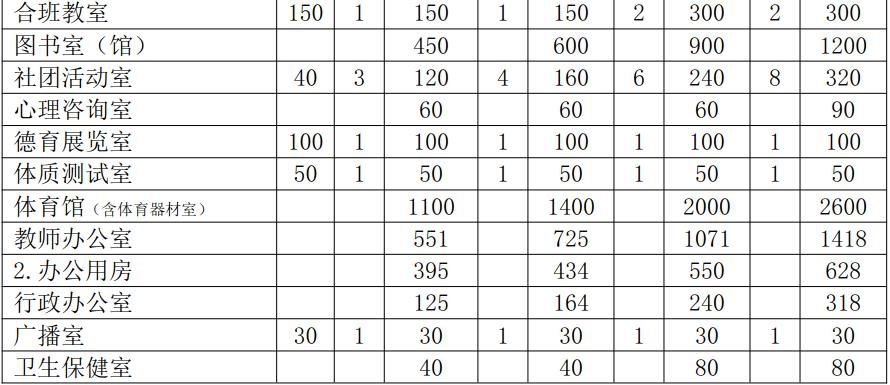 合班教室 150 1 150 1 150 2 300 2 300
图书室（馆） 450 600 900 1200
社团活动室 40 3 120 4 160 6 240 8 320
心理咨询室 60 60 60 90
德育展览室 100 1 100 1 100 1 100 1 100
体质测试室 50 1 50 1 50 1 50 1 50
体育馆（含体育器材室） 1100 1400 2000 2600
教师办公室 551 725 1071 1418
2.办公用房 395 434 550 628
行政办公室 125 164 240 318
广播室 30 1 30 1 30 1 30 1 30
卫生保健室 40 40 80 80